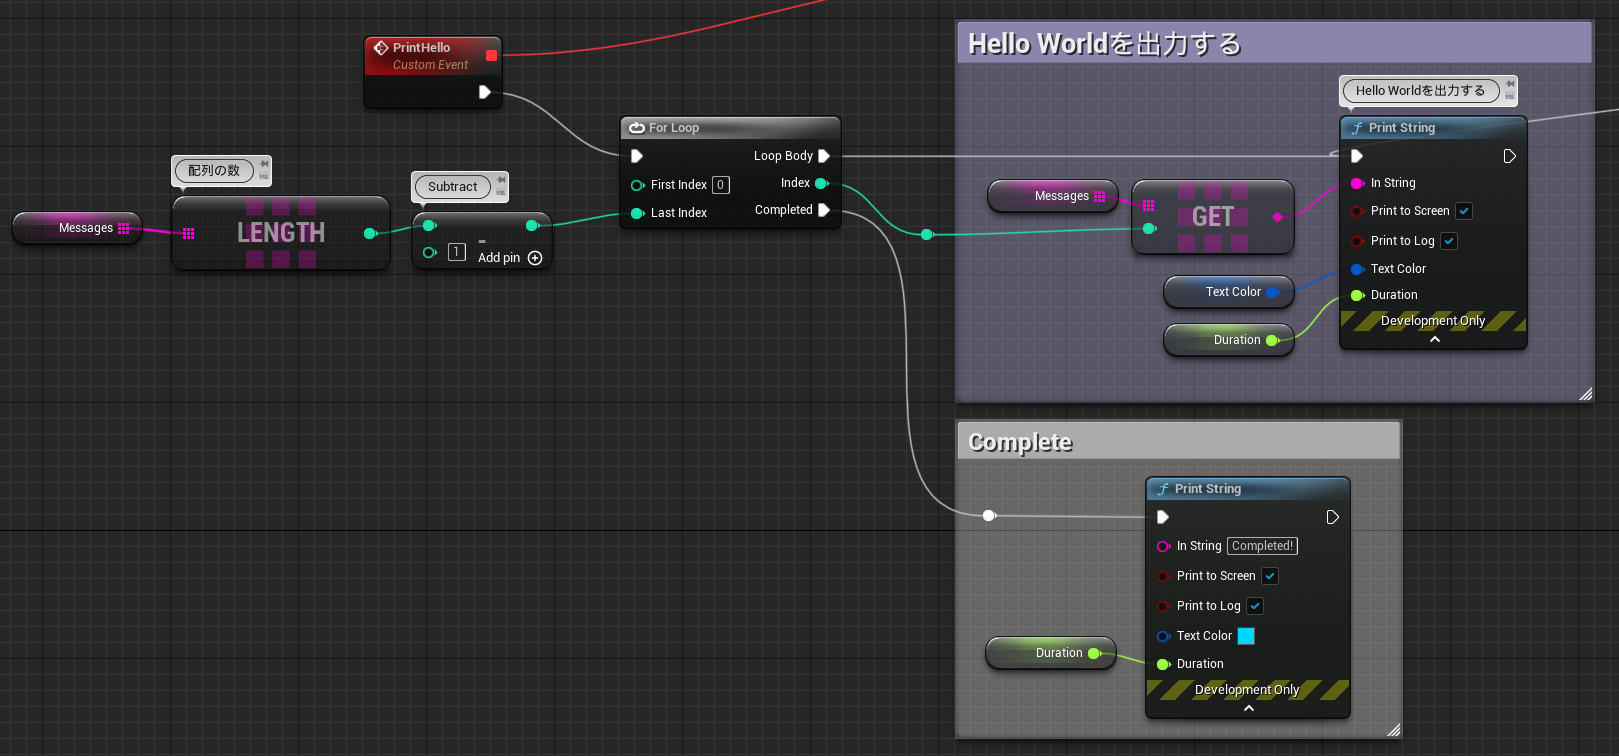 PrintHello
Custom Event
配列の数
Messages
LENGTH
Subtract
-
1
Add pin
For Loop
Loop Body
First Index 0
Index
Last Index
Completed
Hello Worldを出力する
Hello Worldを出力する
Print String
Messages
GET
In String
Print to Screen
Print to Log
Text Color
Text Color
Duration
Duration
Development Only
Complete
Print String
In String Completed!
Print to Screen
Print to Log
Text Color
Duration
Duration
Development Only